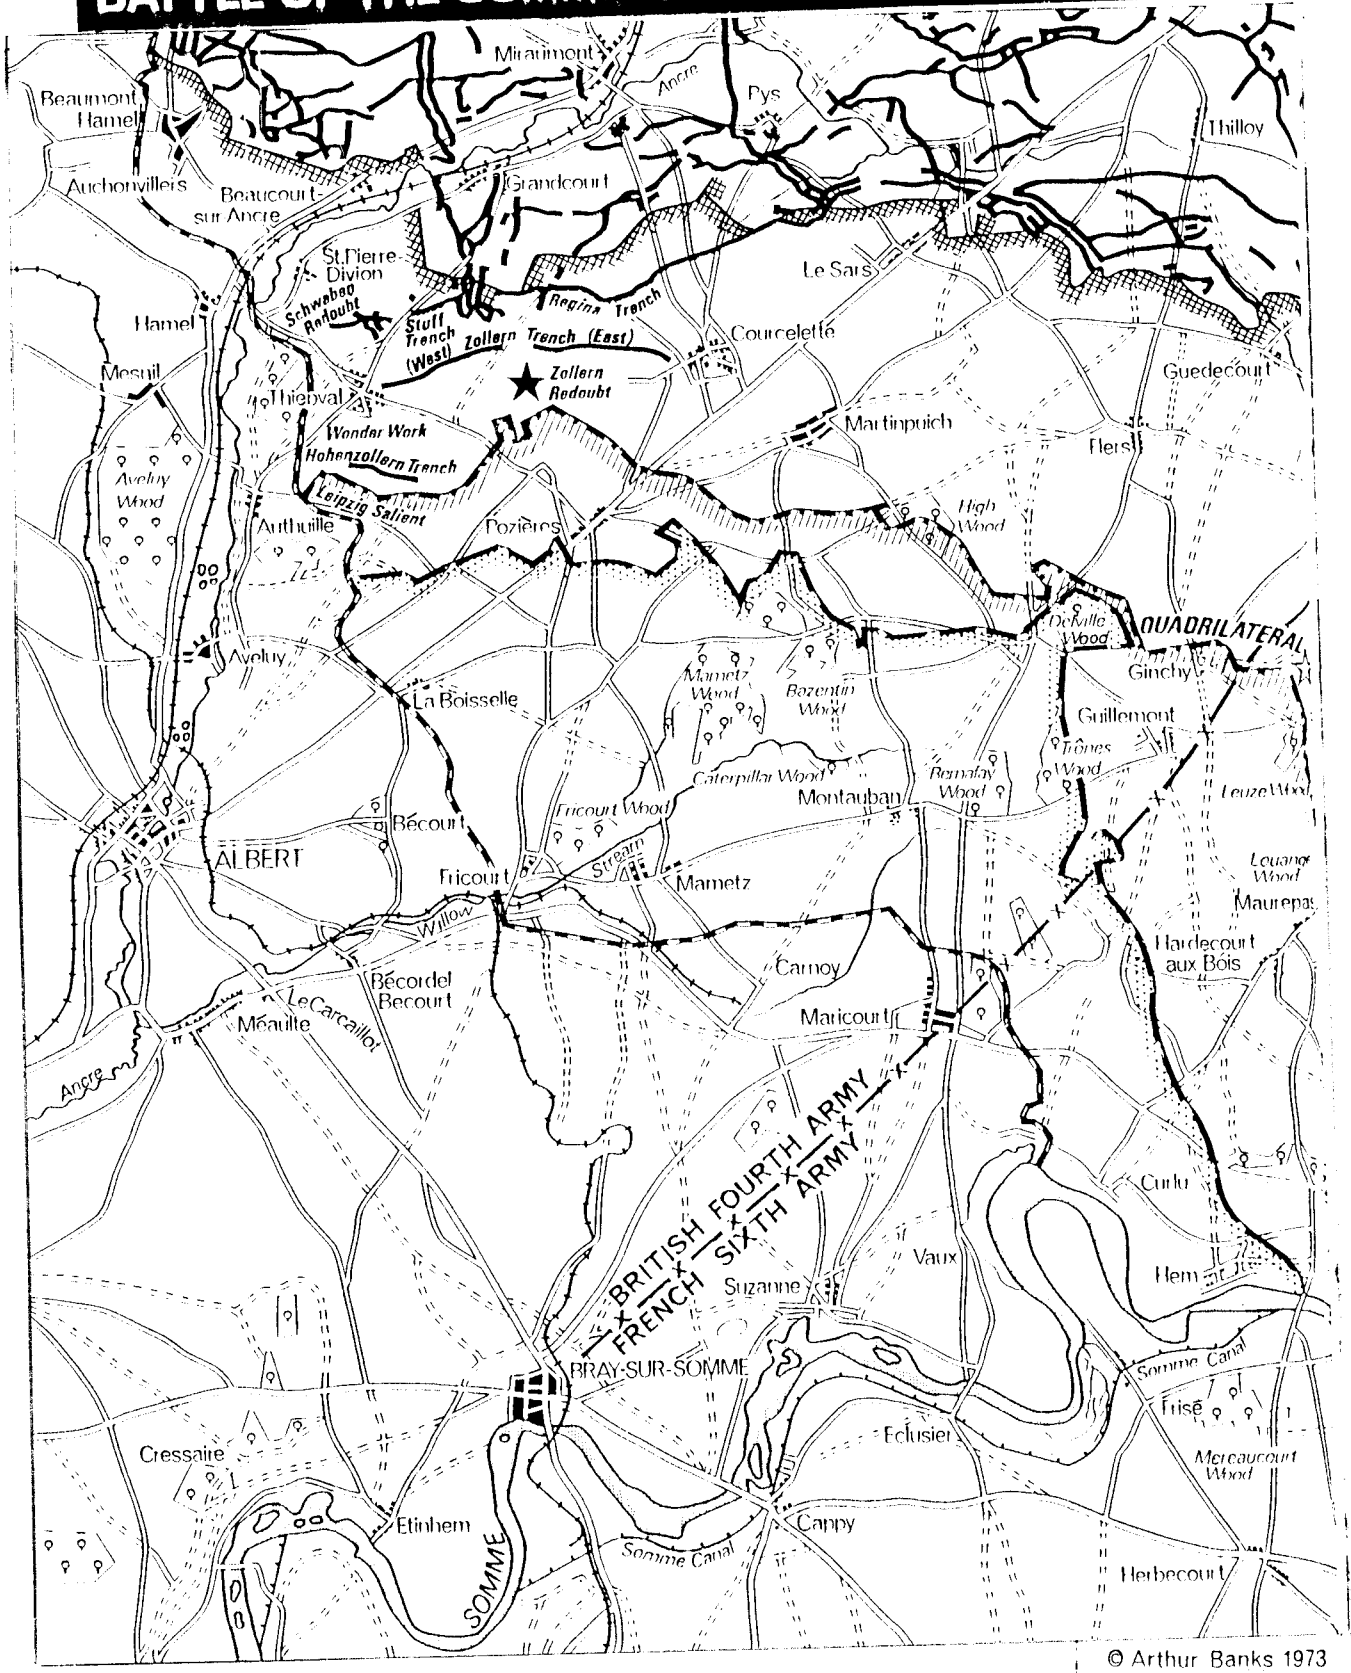 BATTLE OF THE SOMM
Miraumont
Ancre
Pys
Beaumont
Hamel
Thilloy
Auchonvillers
Beaucourt-
sur Ancre
Grandcourt
St.Pierre-
Divion
Le Sars
Schwaben
Redoubt
Regina Trench
Hamel
Stuff
Trench
(West)
Zollern Trench (East)
Courcelette
Mesnil
Guedecourt
Thiepval
Zollern
Redoubt
Martinpuich
Wonder Work
Flers
Hohenzollern Trench
Aveluy
Wood
Leipzig Salient
High
Wood
Authuille
Pozières
Delville
Wood
QUADRILATERAL
Aveluy
Ginchy
Mametz
Wood
Bazentin
Wood
La Boisselle
Guillemont
Trônes
Wood
Caterpillar Wood
Bernafay
Wood
Montauban
Leuze Wood
Fricourt Wood
Bécourt
ALBERT
Stream
Leuange
Wood
Fricourt
Mametz
Maurepas
Willow
Hardecourt
aux Bois
Carnoy
Bécordel
Becourt
Le Carcaillot
Maricourt
Méaulte
Ancre
BRITISH FOURTH ARMY
FRENCH SIXTH ARMY
Curlu
Vaux
Hem
Suzanne
BRAY-SUR-SOMME
Somme Canal
Frise
Eclusier
Cressaire
Mereaucourt
Wood
Etinhem
Cappy
SOMME
Somme Canal
Herbecourt
© Arthur Banks 1973